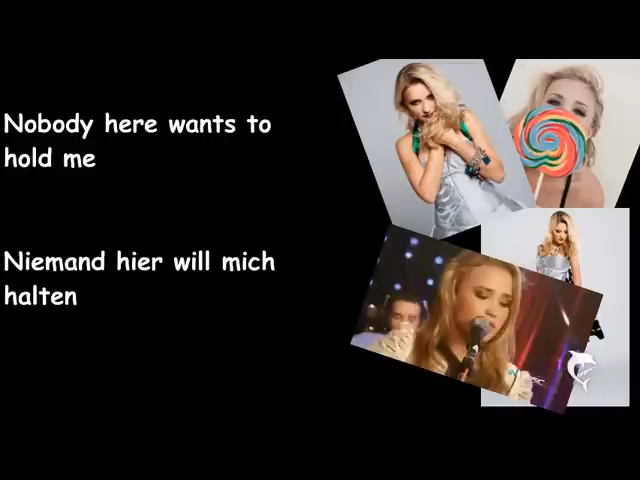 Nobody here wants to
hold me
Niemand hier will mich
halten